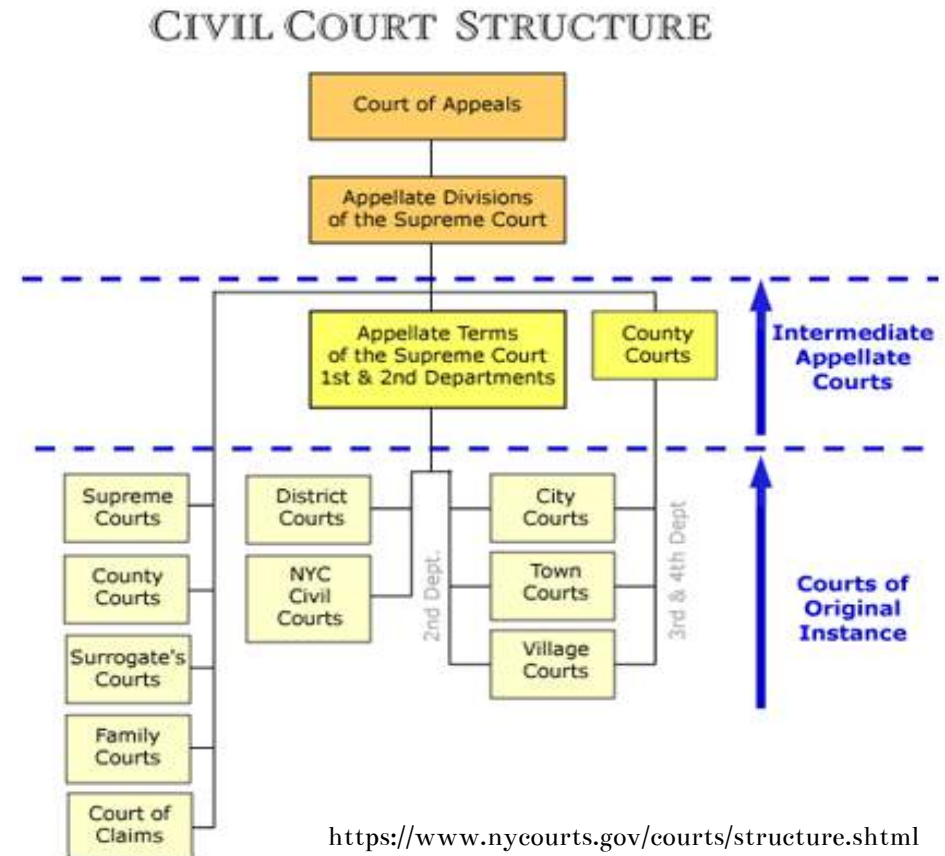 CIVIL COURT STRUCTURE
Court of Appeals
Appellate Divisions
of the Supreme Court
Appellate Terms
of the Supreme Court
1st & 2nd Departments
County
Courts
Intermediate
Appellate
Courts
Supreme
Courts
County
Courts
Surrogate's
Courts
Family
Courts
Court of
Claims
District
Courts
NYC
Civil
Courts
2nd Dept.
City
Courts
Town
Courts
Village
Courts
3rd & 4th Dept
Courts of
Original
Instance
https://www.nycourts.gov/courts/structure.shtml